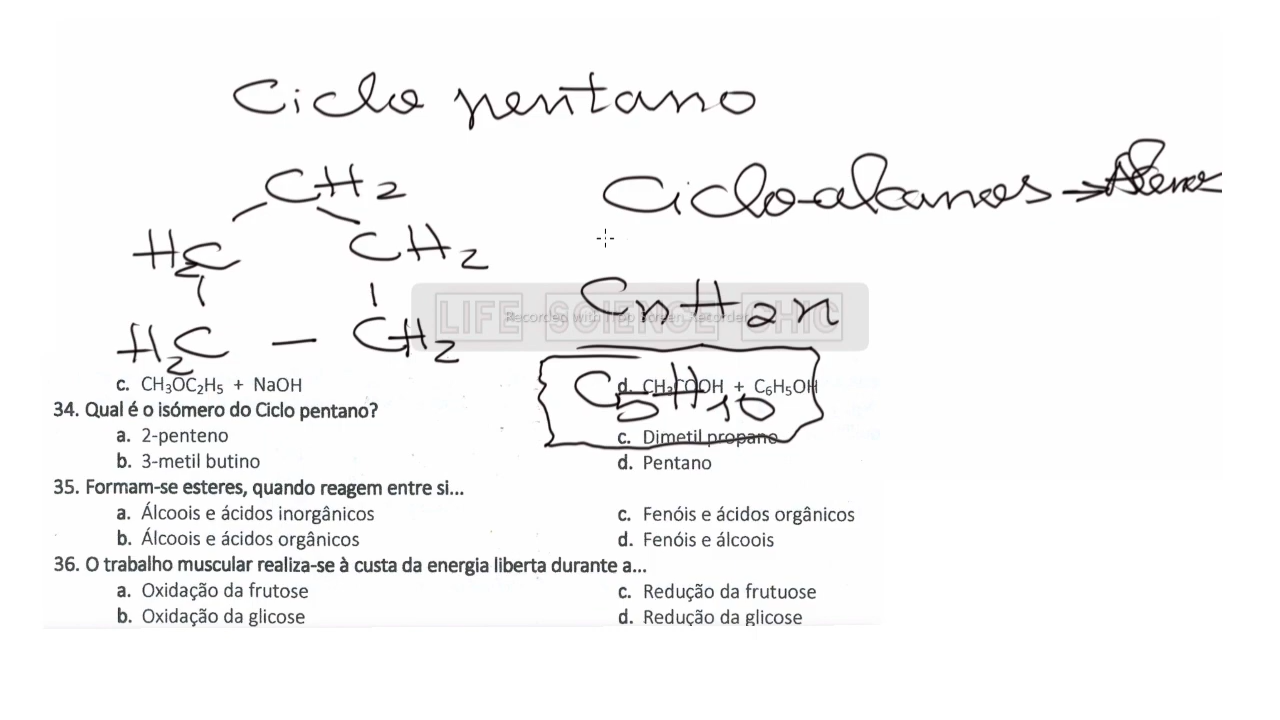 Ciclo pentano
CH2
Ciclo-alcanos →
H2C CH2
CnH2n
LIFE SCIENCE CHIC
H2C - CH2
C5H10
c. CH₃OC₂H₅ + NaOH
d. CH₃COOH + C₆H₅OH
34. Qual é o isómero do Ciclo pentano?
a. 2-penteno
c. Dimetil propano
b. 3-metil butino
d. Pentano
35. Formam-se esteres, quando reagem entre si...
a. Álcoois e ácidos inorgânicos
c. Fenóis e ácidos orgânicos
b. Álcoois e ácidos orgânicos
d. Fenóis e álcoois
36. O trabalho muscular realiza-se à custa da energia liberta durante a...
a. Oxidação da frutose
c. Redução da frutuose
b. Oxidação da glicose
d. Redução da glicose